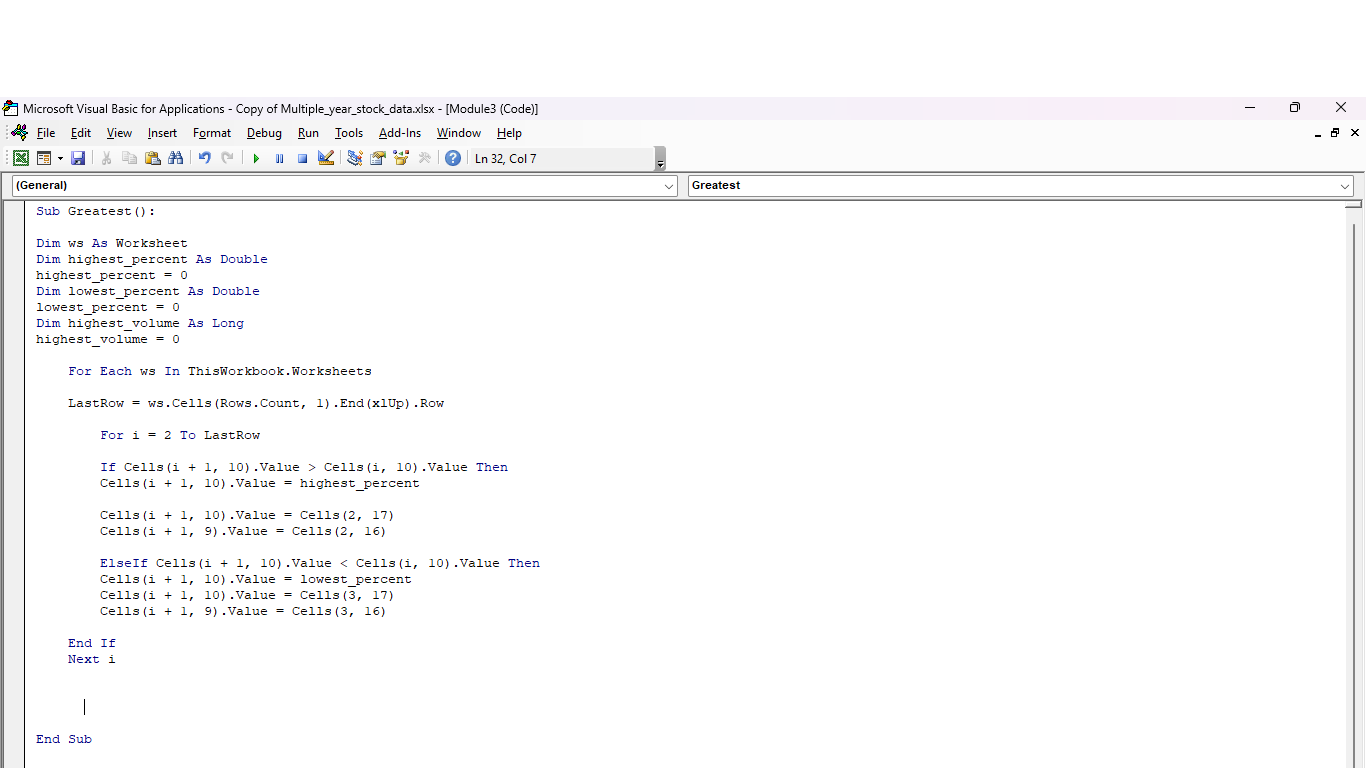 Microsoft Visual Basic for Applications - Copy of Multiple_year_stock_data.xlsx - [Module3 (Code)]
File Edit View Insert Format Debug Run Tools Add-Ins Window Help
Ln 32, Col 7
(General) Greatest
Sub Greatest():
Dim ws As Worksheet
Dim highest_percent As Double
highest_percent = 0
Dim lowest_percent As Double
lowest_percent = 0
Dim highest_volume As Long
highest_volume = 0
For Each ws In ThisWorkbook.Worksheets
LastRow = ws.Cells(Rows.Count, 1).End(xlUp).Row
For i = 2 To LastRow
If Cells(i + 1, 10).Value > Cells(i, 10).Value Then
Cells(i + 1, 10).Value = highest_percent
Cells(i + 1, 10).Value = Cells(2, 17)
Cells(i + 1, 9).Value = Cells(2, 16)
ElseIf Cells(i + 1, 10).Value < Cells(i, 10).Value Then
Cells(i + 1, 10).Value = lowest_percent
Cells(i + 1, 10).Value = Cells(3, 17)
Cells(i + 1, 9).Value = Cells(3, 16)
End If
Next i
End Sub